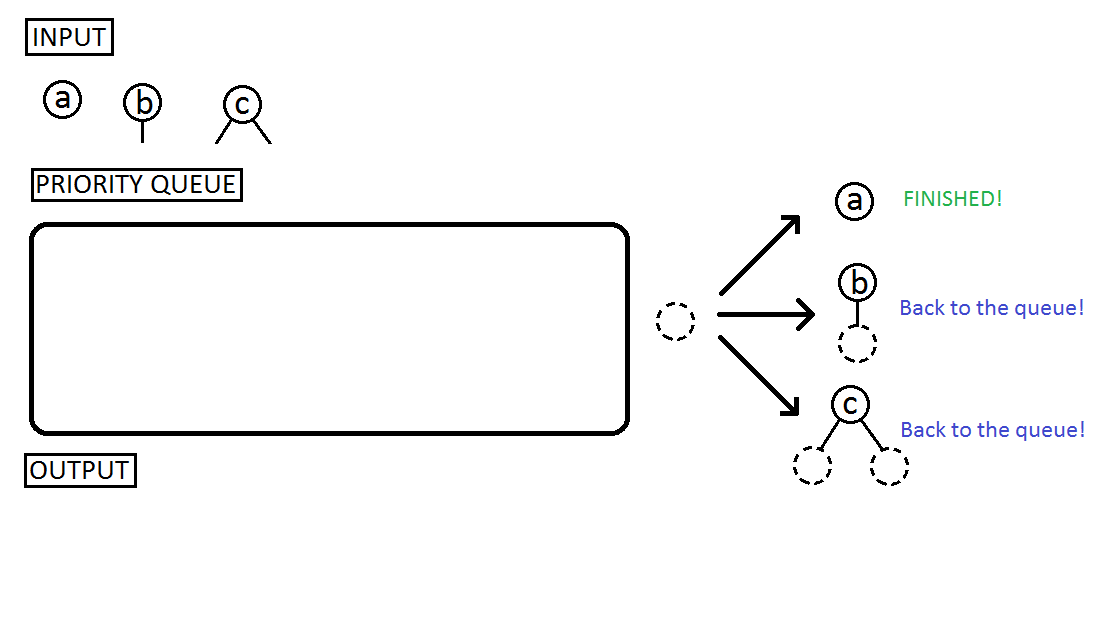 INPUT
a b c
PRIORITY QUEUE
a FINISHED!
b Back to the queue!
c Back to the queue!
OUTPUT